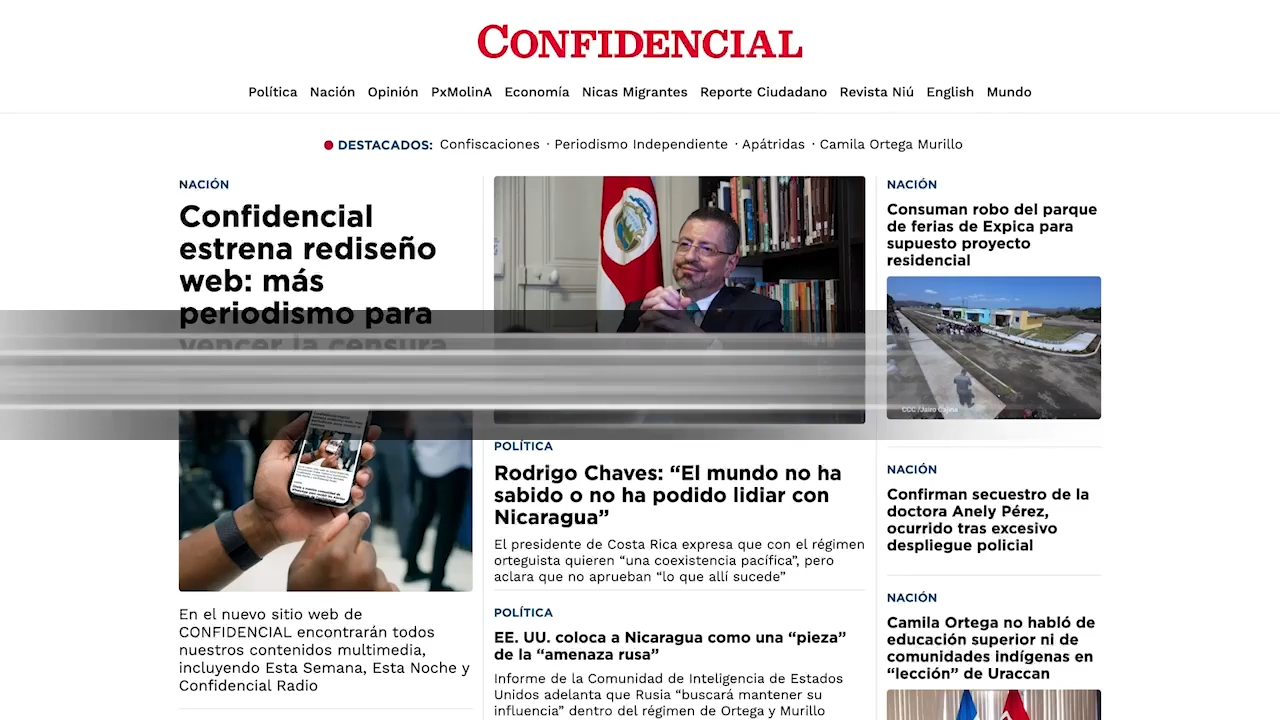 CONFIDENCIAL
Política Nación Opinión PxMolinA Economía Nicas Migrantes Reporte Ciudadano Revista Niú English Mundo
DESTACADOS: Confiscaciones · Periodismo Independiente · Apátridas · Camila Ortega Murillo
NACIÓN
Confidencial
estrena rediseño
web: más
periodismo para
vencer la censura
En el nuevo sitio web de
CONFIDENCIAL encontrarán todos
nuestros contenidos multimedia,
incluyendo Esta Semana, Esta Noche y
Confidencial Radio
POLÍTICA
Rodrigo Chaves: “El mundo no ha
sabido o no ha podido lidiar con
Nicaragua”
El presidente de Costa Rica expresa que con el régimen
orteguista quieren “una coexistencia pacífica”, pero
aclara que no aprueban “lo que allí sucede”
POLÍTICA
EE. UU. coloca a Nicaragua como una “pieza”
de la “amenaza rusa”
Informe de la Comunidad de Inteligencia de Estados
Unidos adelanta que Rusia “buscará mantener su
influencia” dentro del régimen de Ortega y Murillo
NACIÓN
Consuman robo del parque
de ferias de Expica para
supuesto proyecto
residencial
CCC /Jairo Cajina
NACIÓN
Confirman secuestro de la
doctora Anely Pérez,
ocurrido tras excesivo
despliegue policial
NACIÓN
Camila Ortega no habló de
educación superior ni de
comunidades indígenas en
“lección” de Uraccan